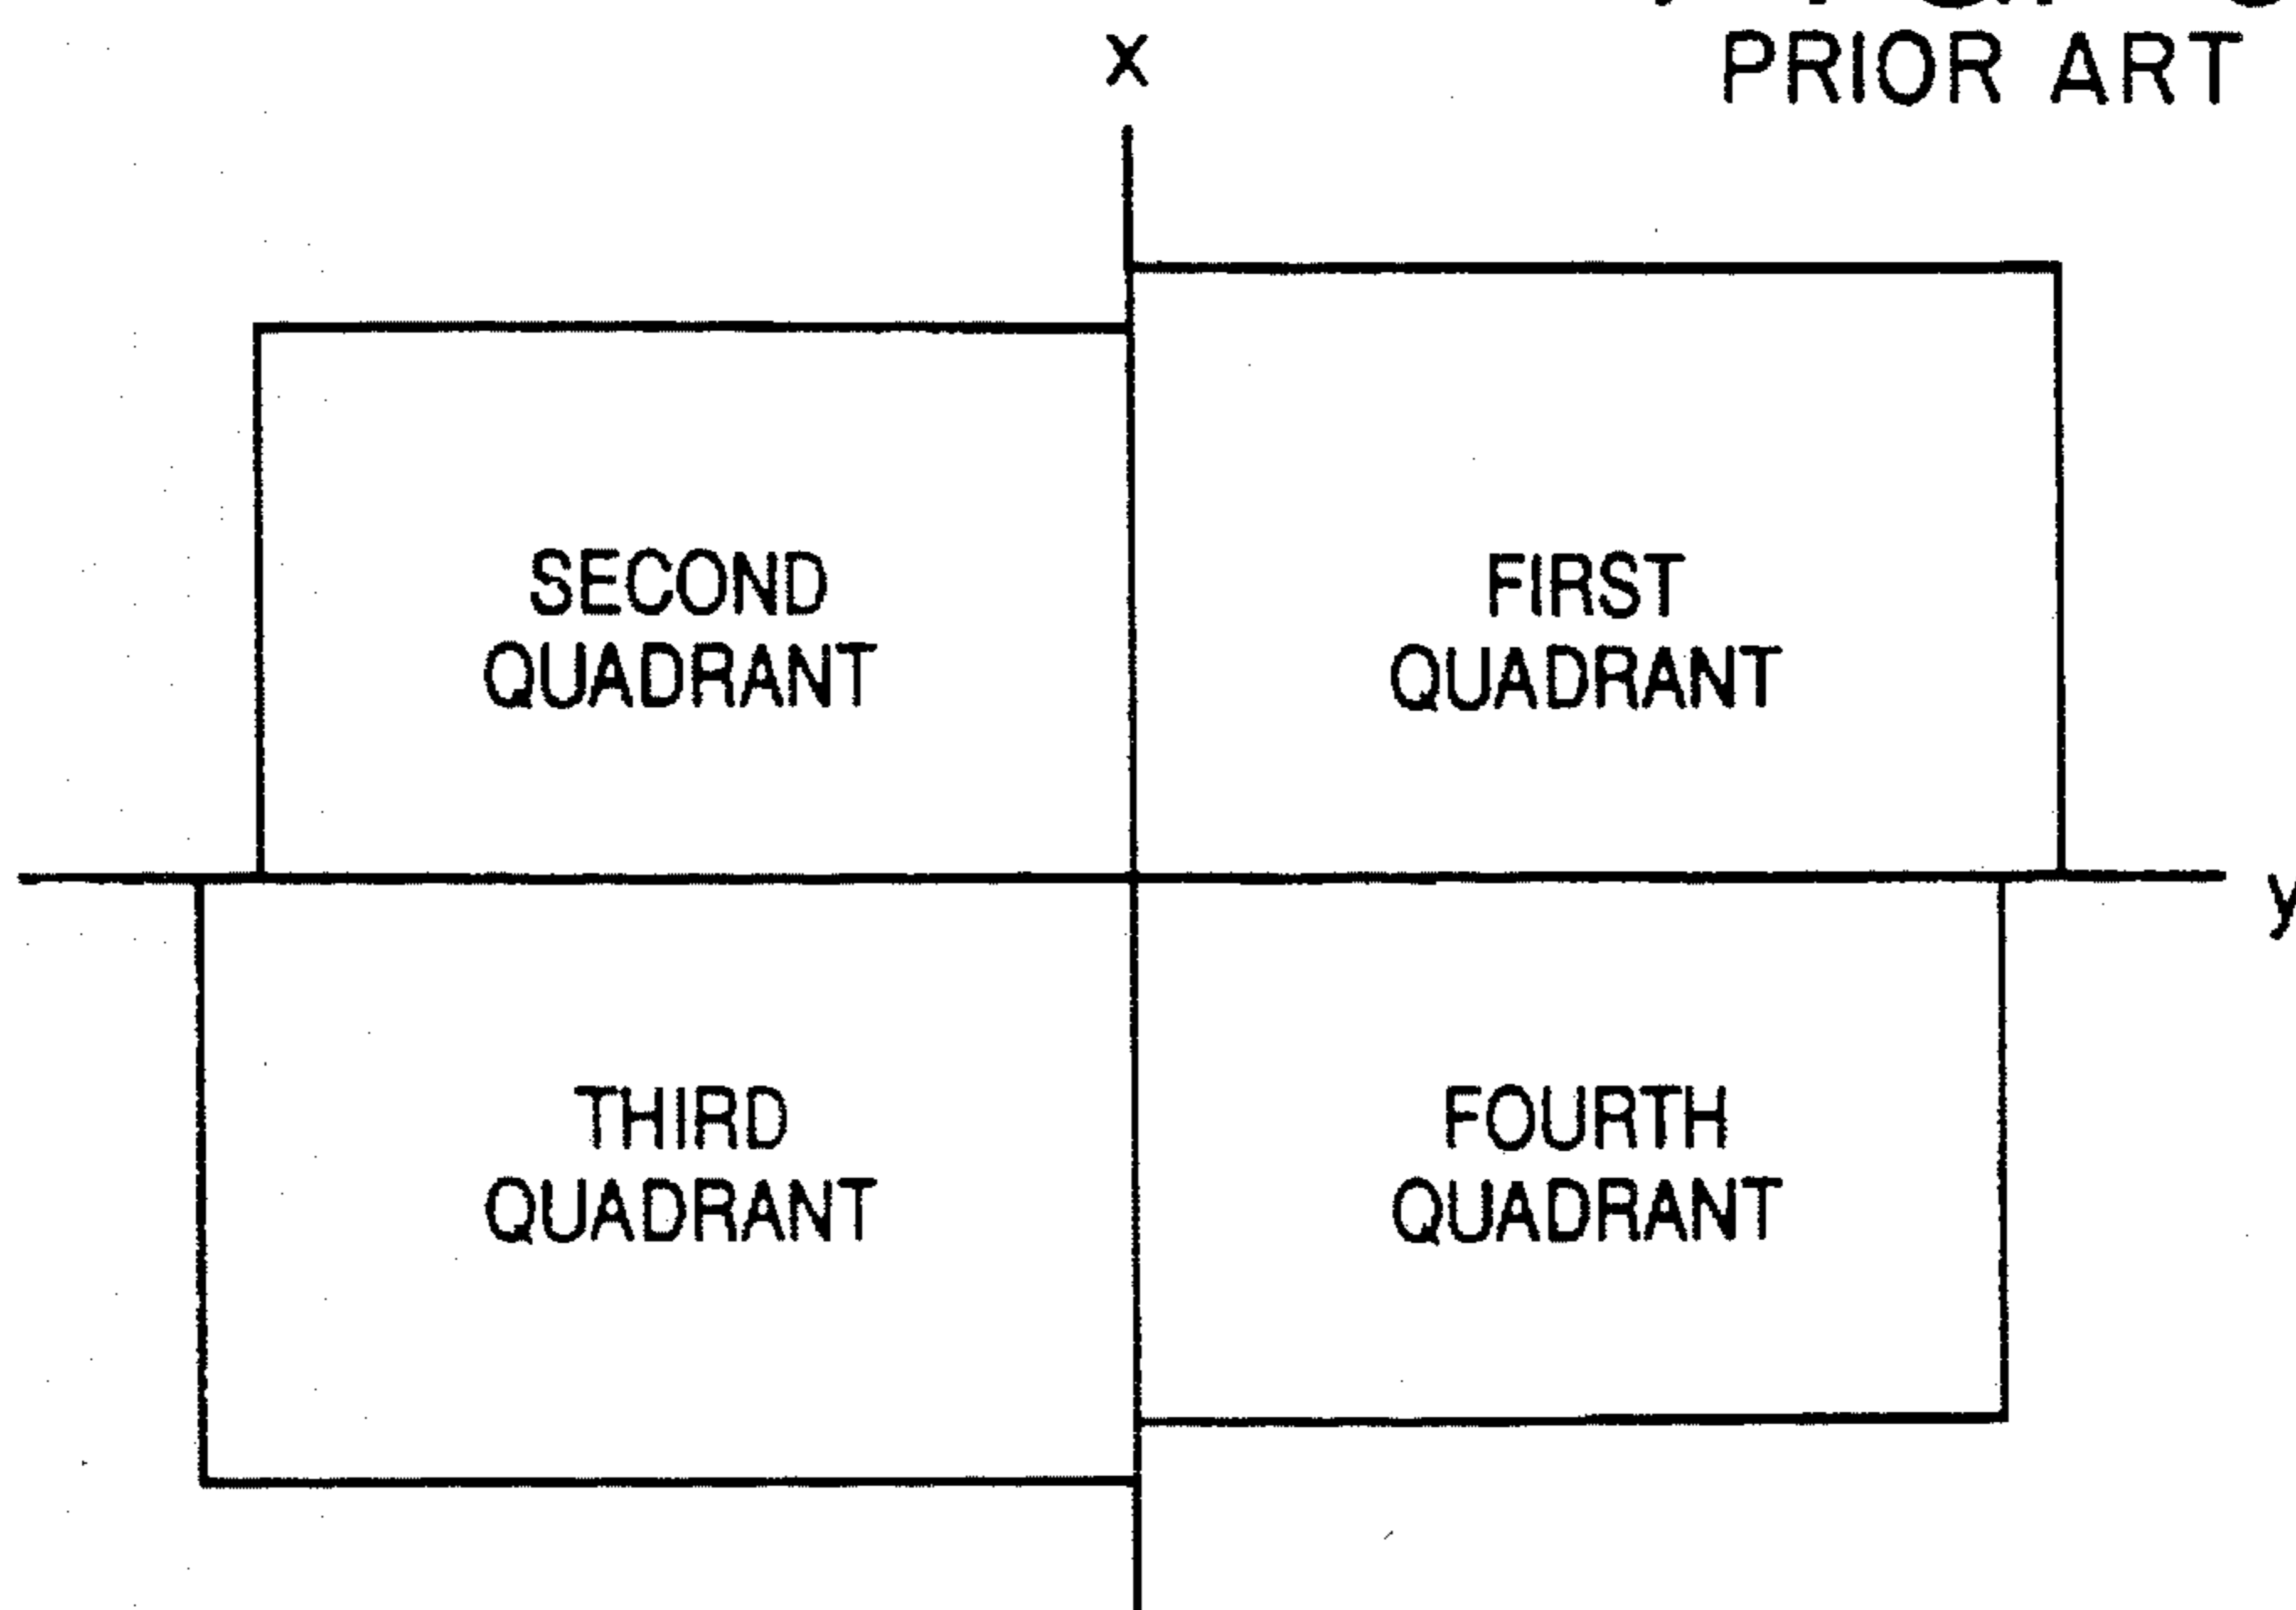 PRIOR ART
X
SECOND
QUADRANT
FIRST
QUADRANT
y
THIRD
QUADRANT
FOURTH
QUADRANT